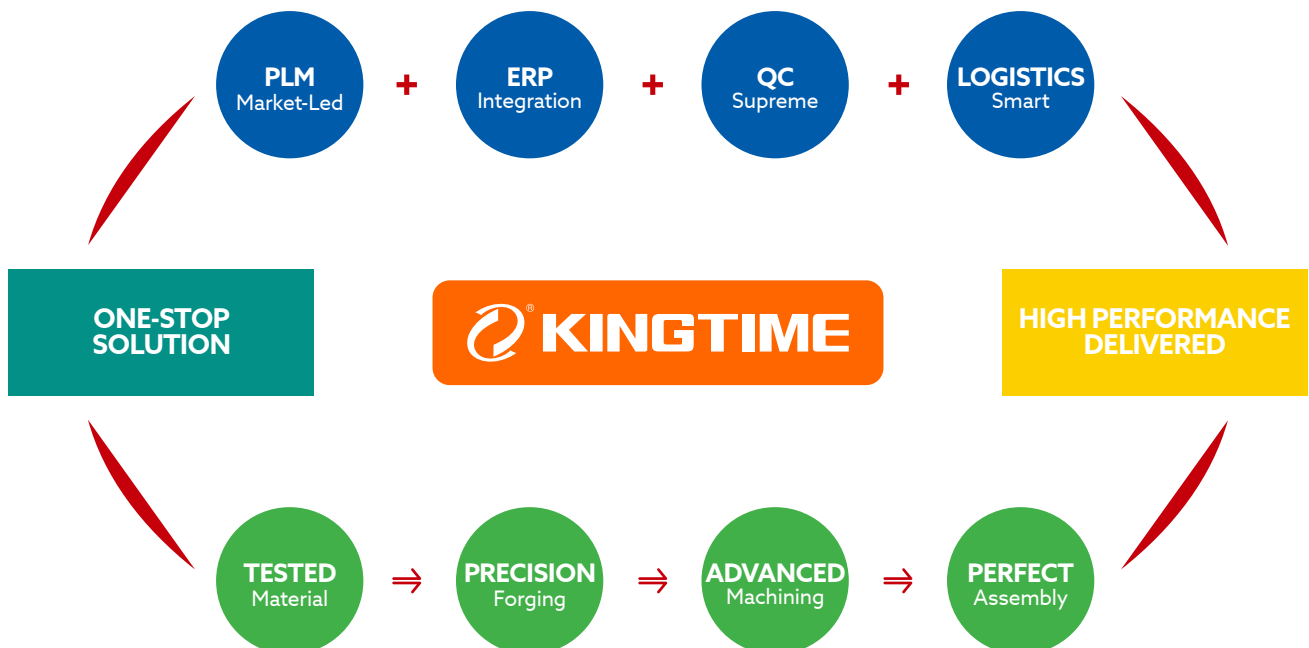 PLM
Market-Led
+
ERP
Integration
+
QC
Supreme
+
LOGISTICS
Smart
ONE-STOP
SOLUTION
® KINGTIME
HIGH PERFORMANCE
DELIVERED
TESTED
Material
⇒
PRECISION
Forging
⇒
ADVANCED
Machining
⇒
PERFECT
Assembly